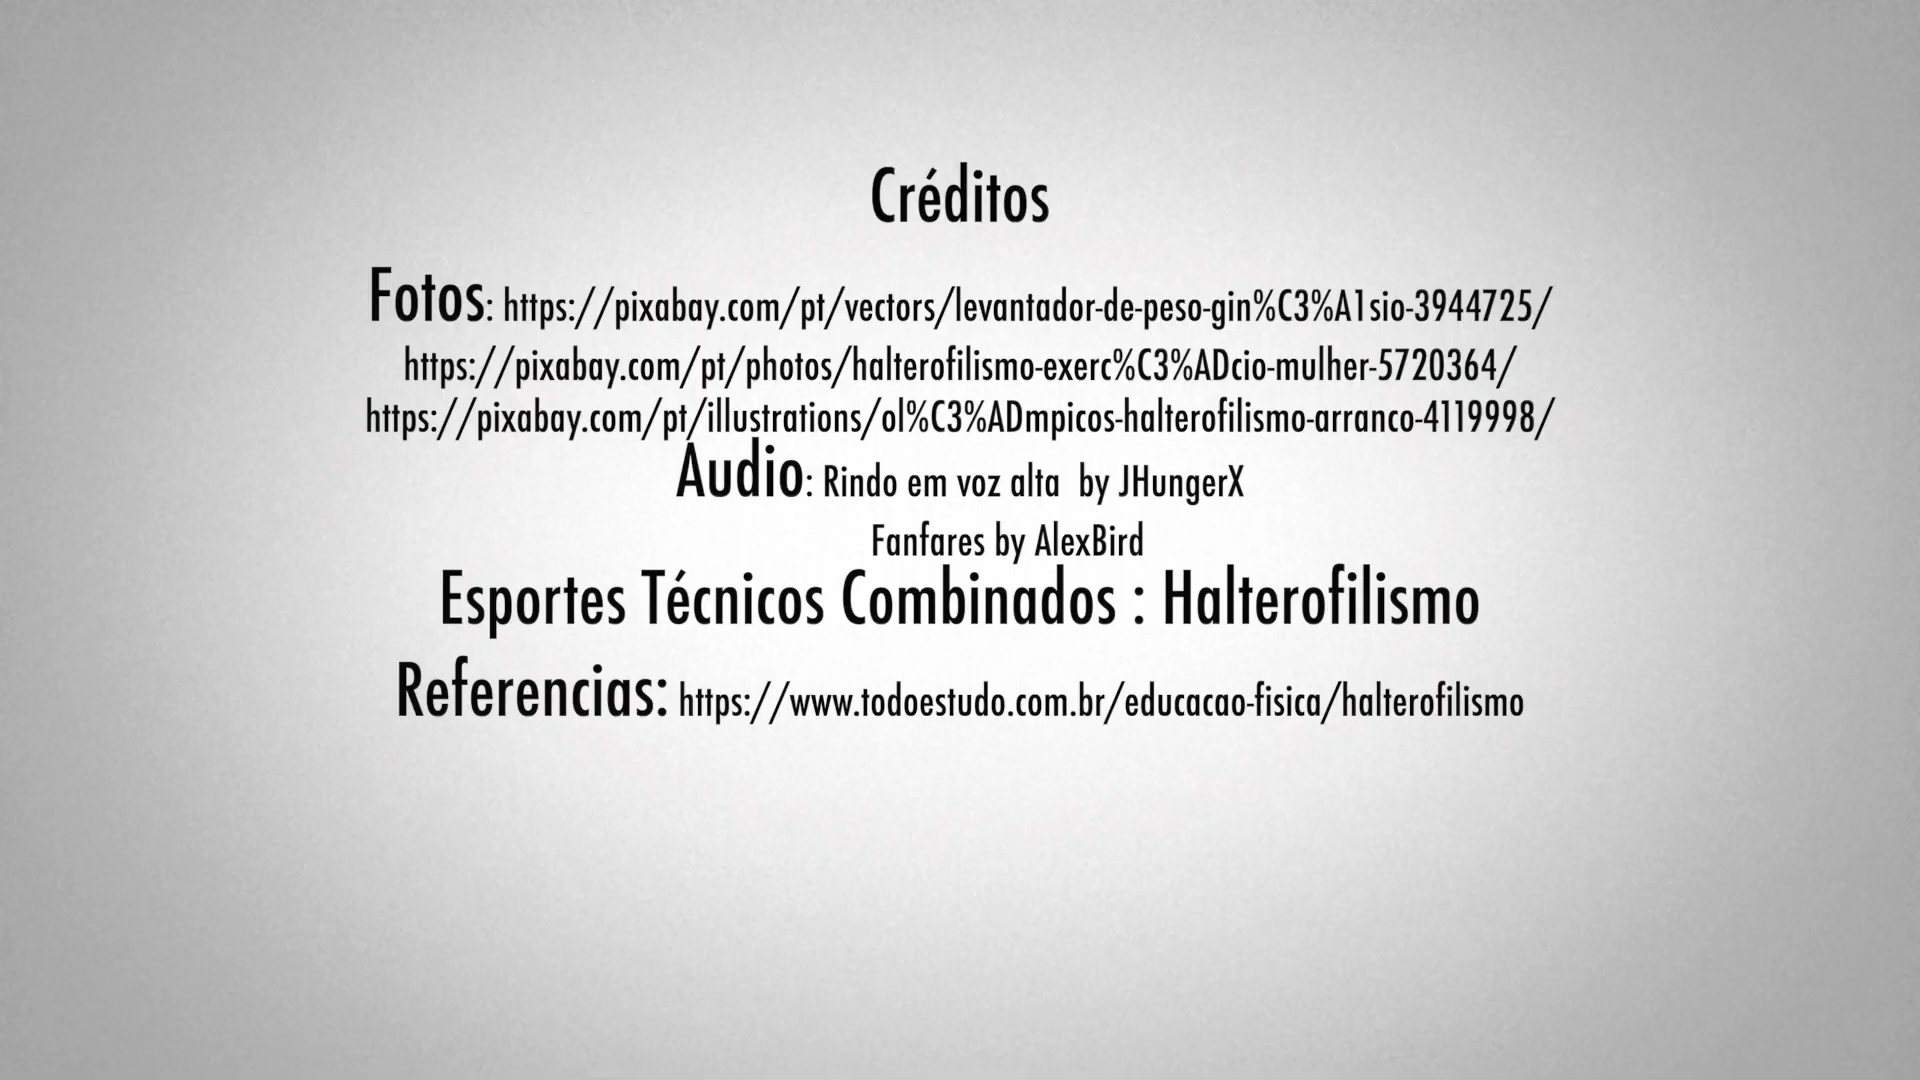 Créditos
Fotos: https://pixabay.com/pt/vectors/levantador-de-peso-gin%C3%A1sio-3944725/
https://pixabay.com/pt/photos/halterofilismo-exerc%C3%ADcio-mulher-5720364/
https://pixabay.com/pt/illustrations/ol%C3%ADmpicos-halterofilismo-arranco-4119998/
Audio: Rindo em voz alta by JHungerX
Fanfares by AlexBird
Esportes Técnicos Combinados : Halterofilismo
Referencias: https://www.todoestudo.com.br/educacao-fisica/halterofilismo